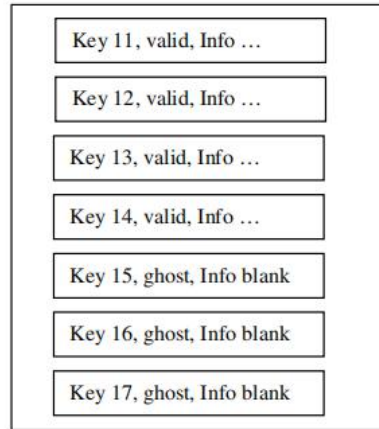 Key 11, valid, Info …
Key 12, valid, Info …
Key 13, valid, Info …
Key 14, valid, Info …
Key 15, ghost, Info blank
Key 16, ghost, Info blank
Key 17, ghost, Info blank